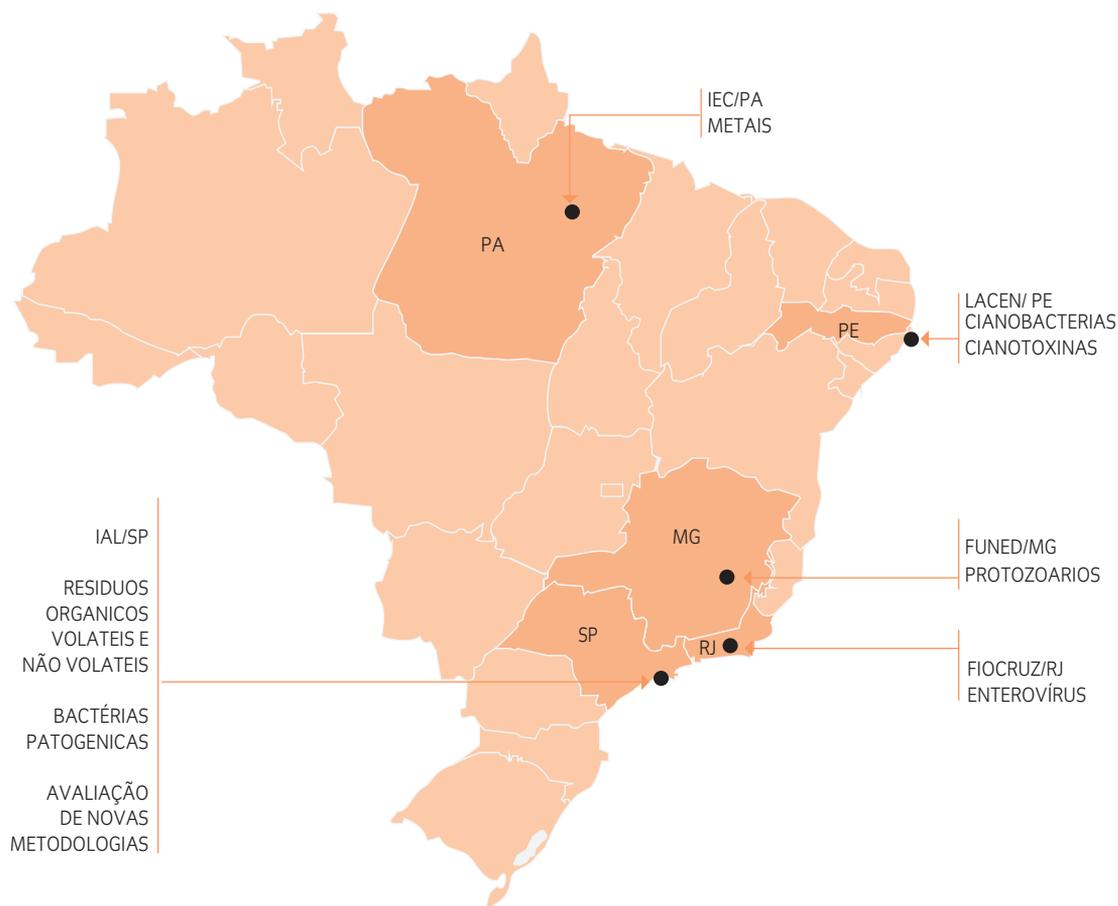 IEC/PA
METAIS
PA
LACEN/ PE
CIANOBACTERIAS
CIANOTOXINAS
PE
IAL/SP
RESIDUOS
ORGANICOS
VOLATEIS E
NÃO VOLATEIS
BACTÉRIAS
PATOGENICAS
AVALIAÇÃO
DE NOVAS
METODOLOGIAS
MG
FUNED/MG
PROTOZOARIOS
SP
RJ
FIOCRUZ/RJ
ENTEROVÍRUS